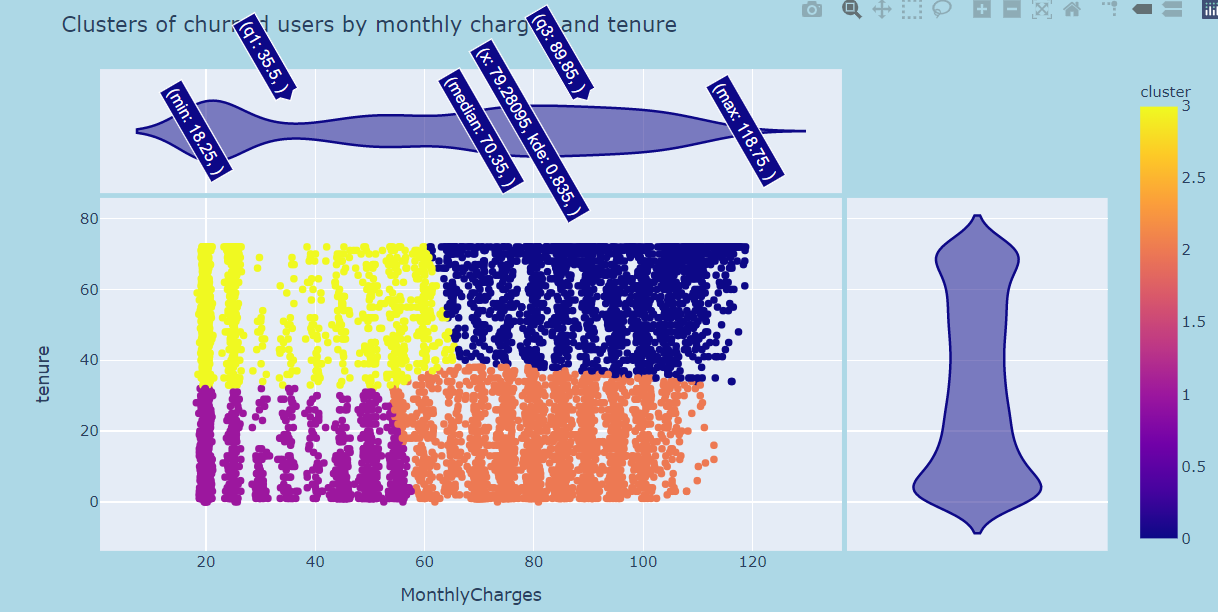 Clusters of churned users by monthly charges and tenure
(q1: 35.5, )
(q3: 89.85, )
(min: 18.25, )
(median: 70.35, )
(x: 79.28095, kde: 0.835, )
(max: 118.75, )
cluster
3
2.5
2
1.5
1
0.5
0
tenure
80
60
40
20
0
20
40
60
80
100
120
MonthlyCharges